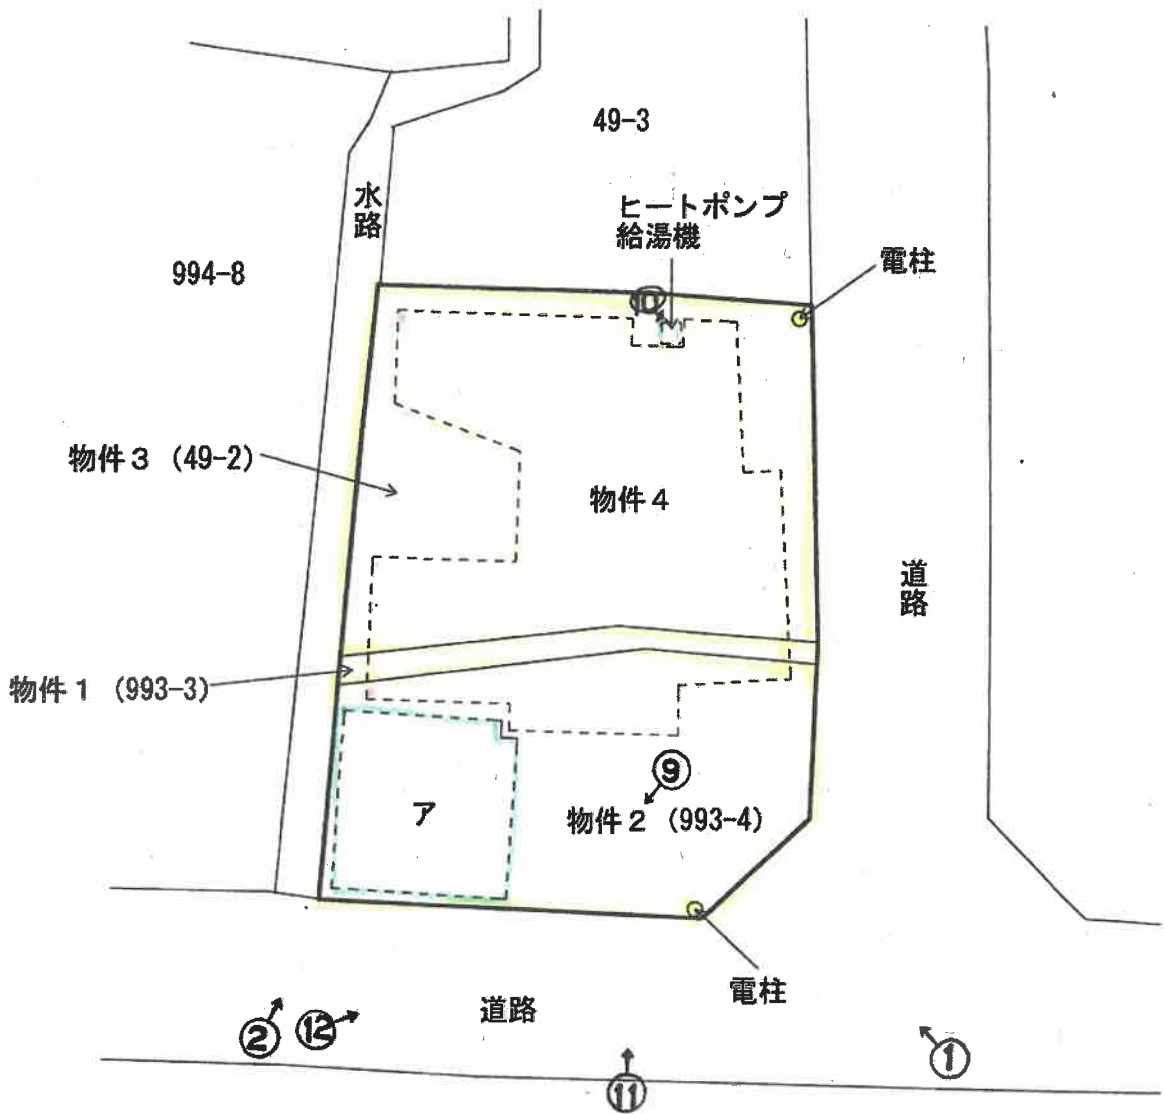 49-3
水路
ヒートポンプ
給湯機
994-8
電柱
⑩
物件3 (49-2)
物件4
道路
物件1 (993-3)
⑨
ア
物件2 (993-4)
電柱
道路
②
⑫
⑪
①